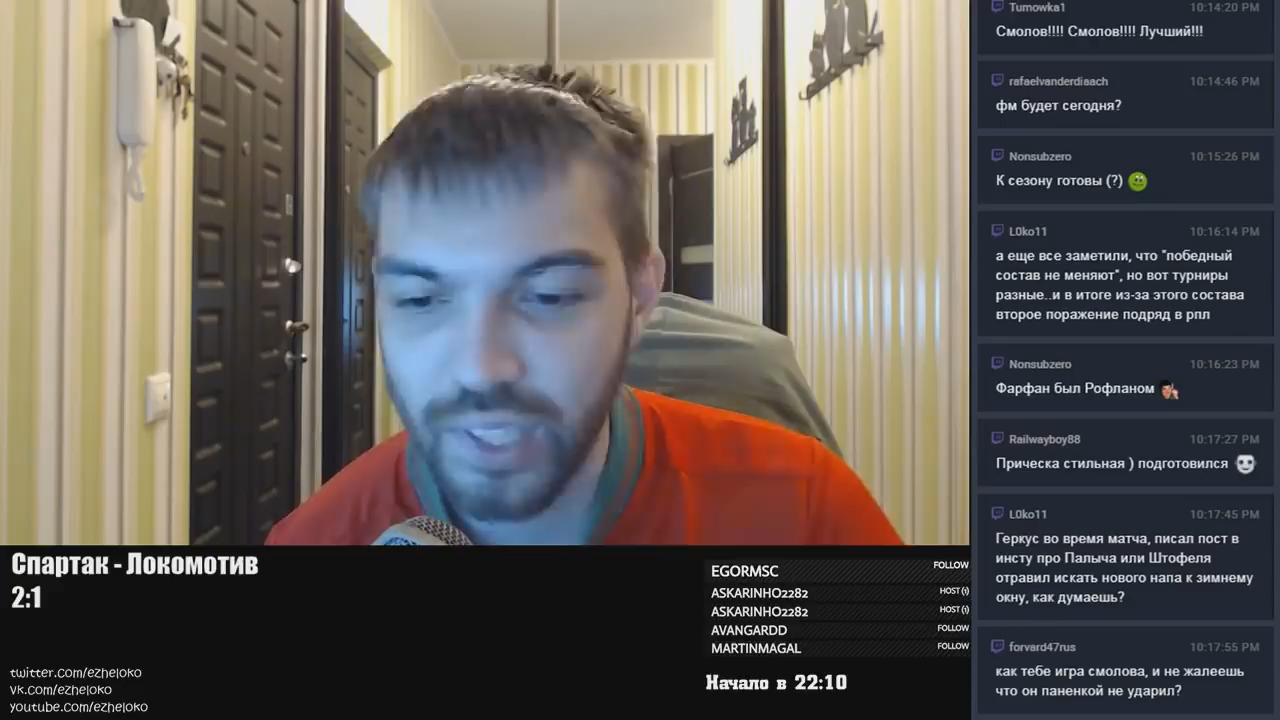 Спартак - Локомотив
2:1
twitter.com/ezheloko
vk.com/ezheloko
youtube.com/ezheloko
EGORMSC FOLLOW
ASKARINHO2282 HOST (1)
ASKARINHO2282 HOST (1)
AVANGARDD FOLLOW
MARTINMAGAL FOLLOW
Начало в 22:10
Tumowka1 10:14:20 PM
Смолов!!!! Смолов!!!! Лучший!!!
rafaelvanderdiaach 10:14:46 PM
фм будет сегодня?
Nonsubzero 10:15:26 PM
К сезону готовы (?)
L0ko11 10:16:14 PM
а еще все заметили, что "победный
состав не меняют", но вот турниры
разные..и в итоге из-за этого состава
второе поражение подряд в рпл
Nonsubzero 10:16:23 PM
Фарфан был Рофланом
Railwayboy88 10:17:27 PM
Прическа стильная ) подготовился
L0ko11 10:17:45 PM
Геркус во время матча, писал пост в
инсту про Палыча или Штофеля
отравил искать нового напа к зимнему
окну, как думаешь?
forvard47rus 10:17:55 PM
как тебе игра смолова, и не жалеешь
что он паненкой не ударил?